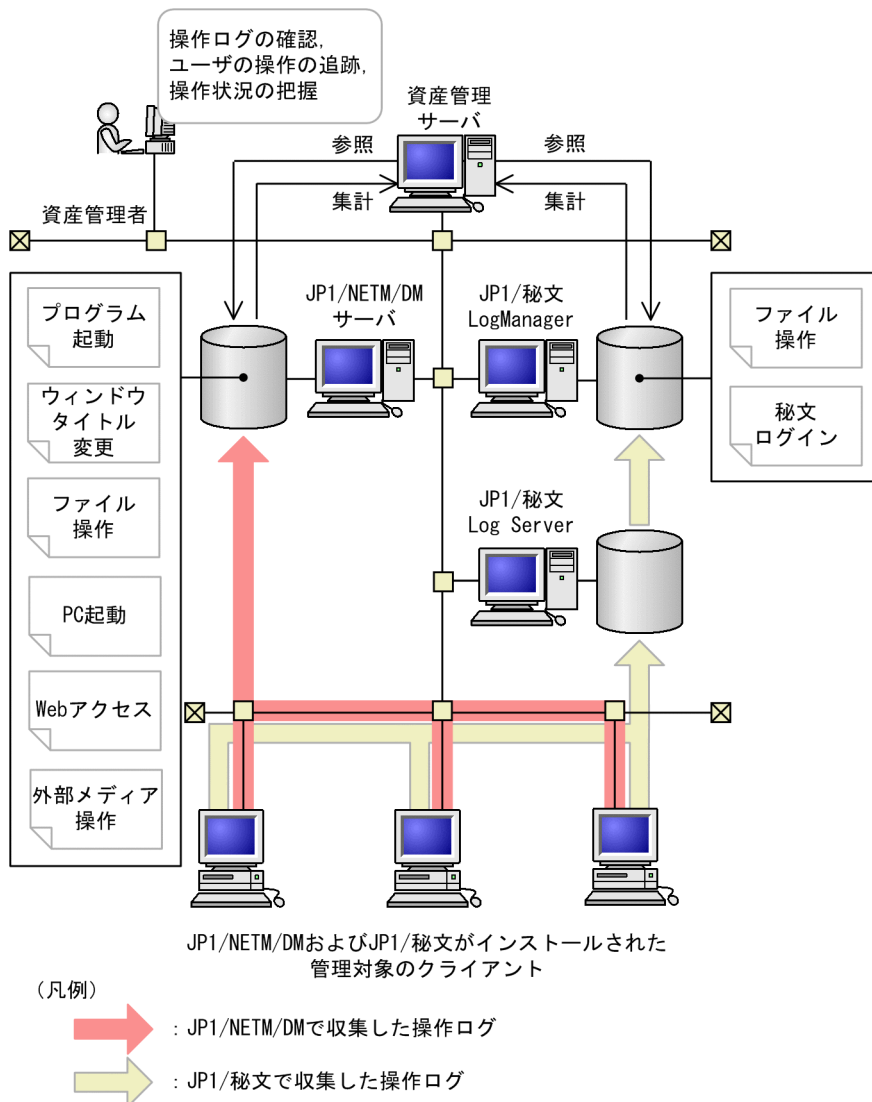 操作ログの確認,
ユーザの操作の追跡,
操作状況の把握
資産管理
サーバ
参照
参照
集計
集計
資産管理者
JP1/NETM/DM
サーバ
JP1/秘文
LogManager
プログラム
起動
ウィンドウ
タイトル
変更
ファイル
操作
PC起動
Webアクセス
外部メディア
操作
ファイル
操作
秘文
ログイン
JP1/秘文
Log Server
JP1/NETM/DMおよびJP1/秘文がインストールされた
管理対象のクライアント
(凡例)
: JP1/NETM/DMで収集した操作ログ
: JP1/秘文で収集した操作ログ